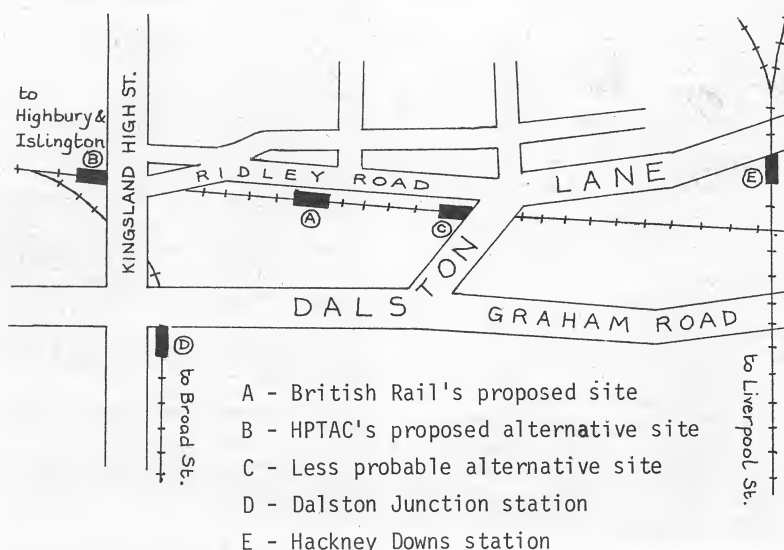 to
Highbury &
Islington
B
KINGSLAND HIGH ST.
RIDLEY ROAD
A
C
LANE
E
DALSTON
GRAHAM ROAD
D
to Broad St.
to Liverpool St.
A - British Rail's proposed site
B - HPTAC's proposed alternative site
C - Less probable alternative site
D - Dalston Junction station
E - Hackney Downs station